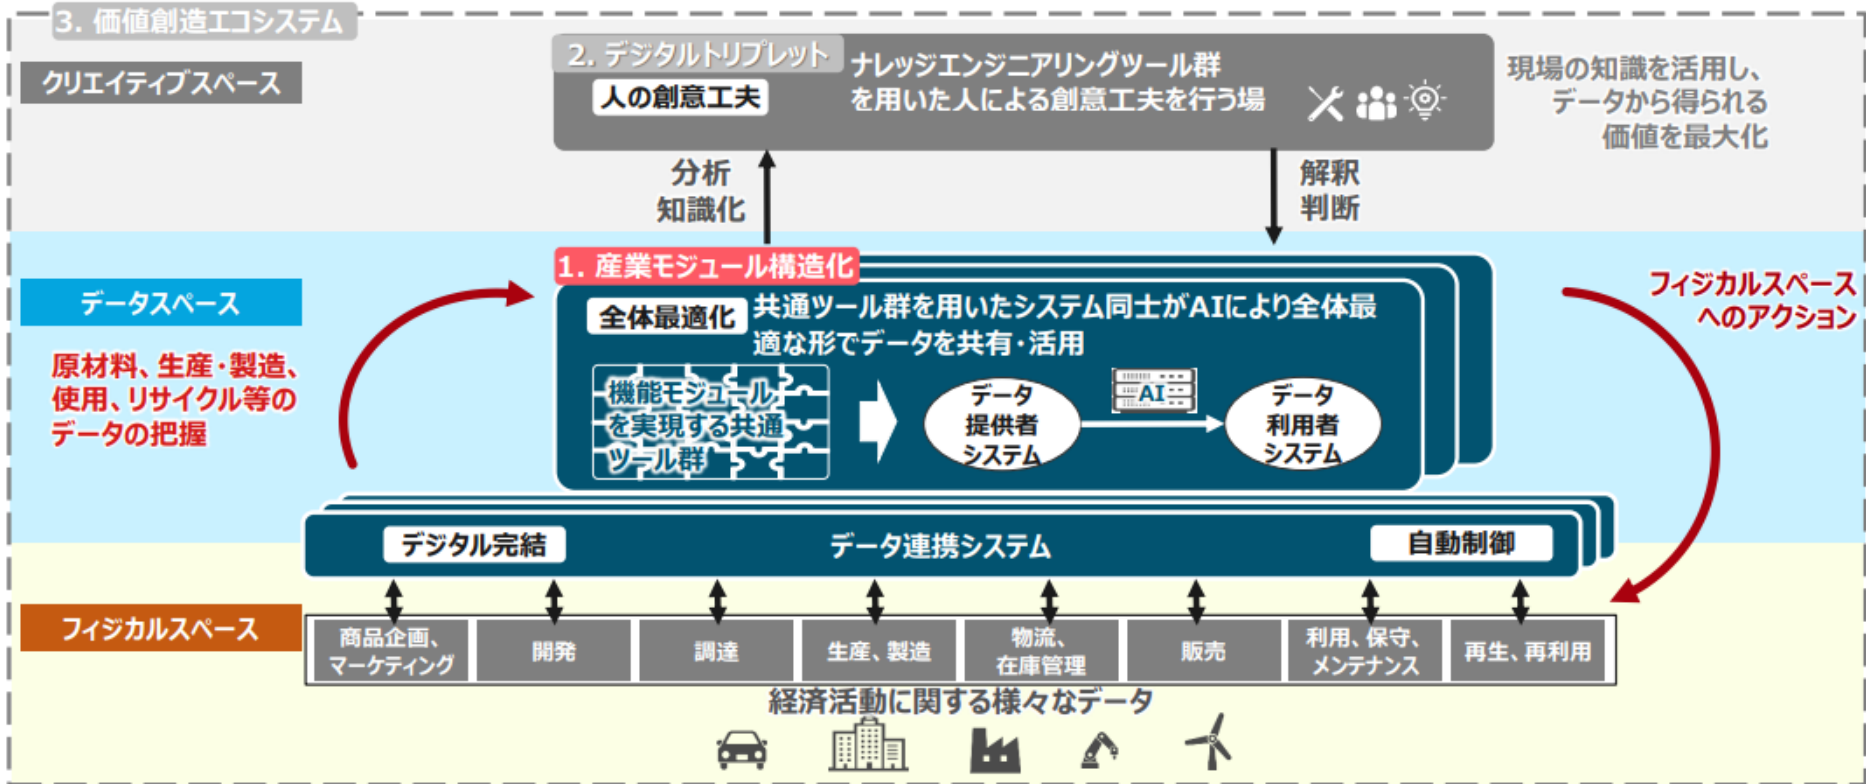 3. 価値創造エコシステム
クリエイティブスペース
2. デジタルトリプレット
人の創意工夫
ナレッジエンジニアリングツール群
を用いた人による創意工夫を行う場
現場の知識を活用し、
データから得られる
価値を最大化
分析
知識化
解釈
判断
データスペース
原材料、生産・製造、
使用、リサイクル等の
データの把握
1. 産業モジュール構造化
全体最適化
共通ツール群を用いたシステム同士がAIにより全体最
適な形でデータを共有・活用
機能モジュール
を実現する共通
ツール群
データ
提供者
システム
AI
データ
利用者
システム
フィジカルスペース
へのアクション
デジタル完結
データ連携システム
自動制御
フィジカルスペース
商品企画、
マーケティング
開発
調達
生産、製造
物流、
在庫管理
販売
利用、保守、
メンテナンス
再生、再利用
経済活動に関する様々なデータ